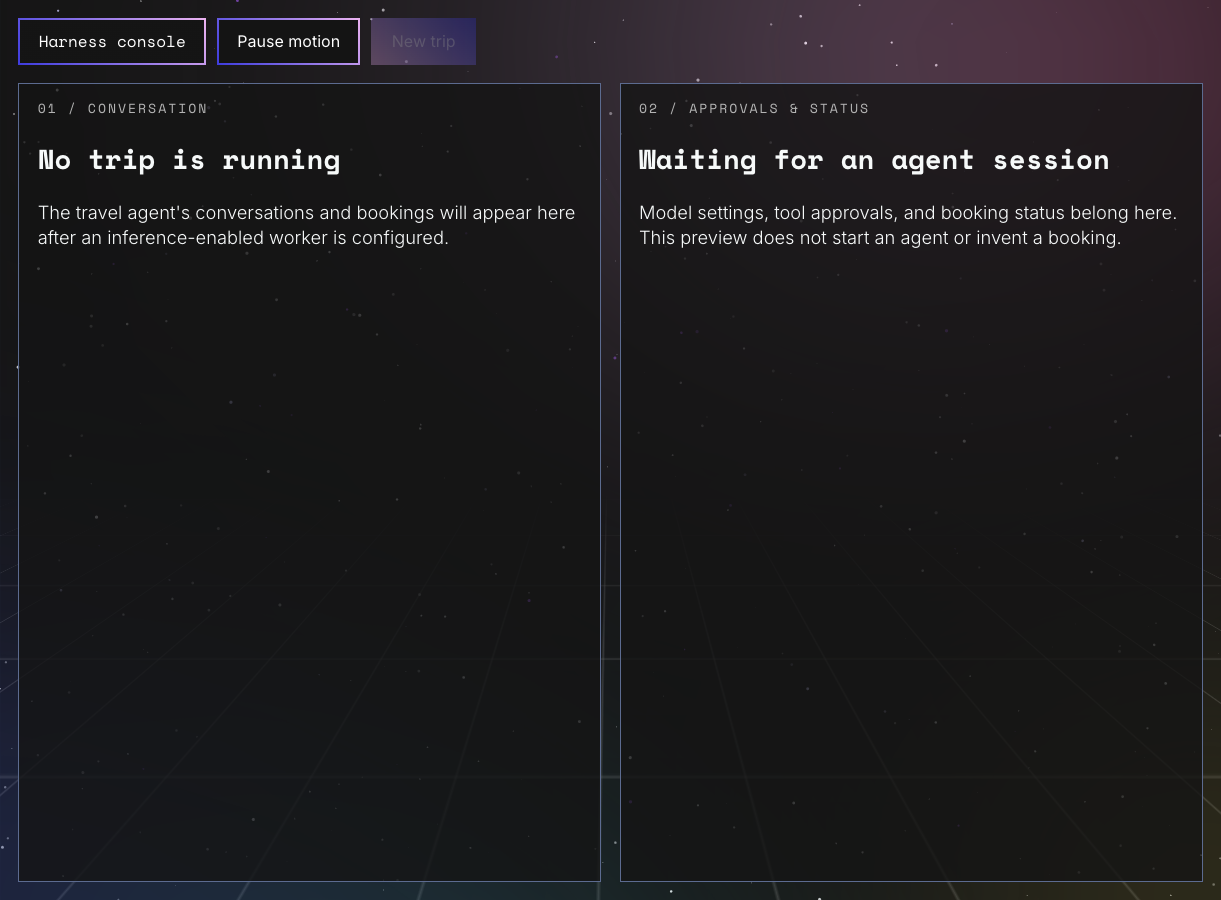 Harness console
Pause motion
New trip
01 / CONVERSATION
No trip is running
The travel agent's conversations and bookings will appear here
after an inference-enabled worker is configured.
02 / APPROVALS & STATUS
Waiting for an agent session
Model settings, tool approvals, and booking status belong here.
This preview does not start an agent or invent a booking.